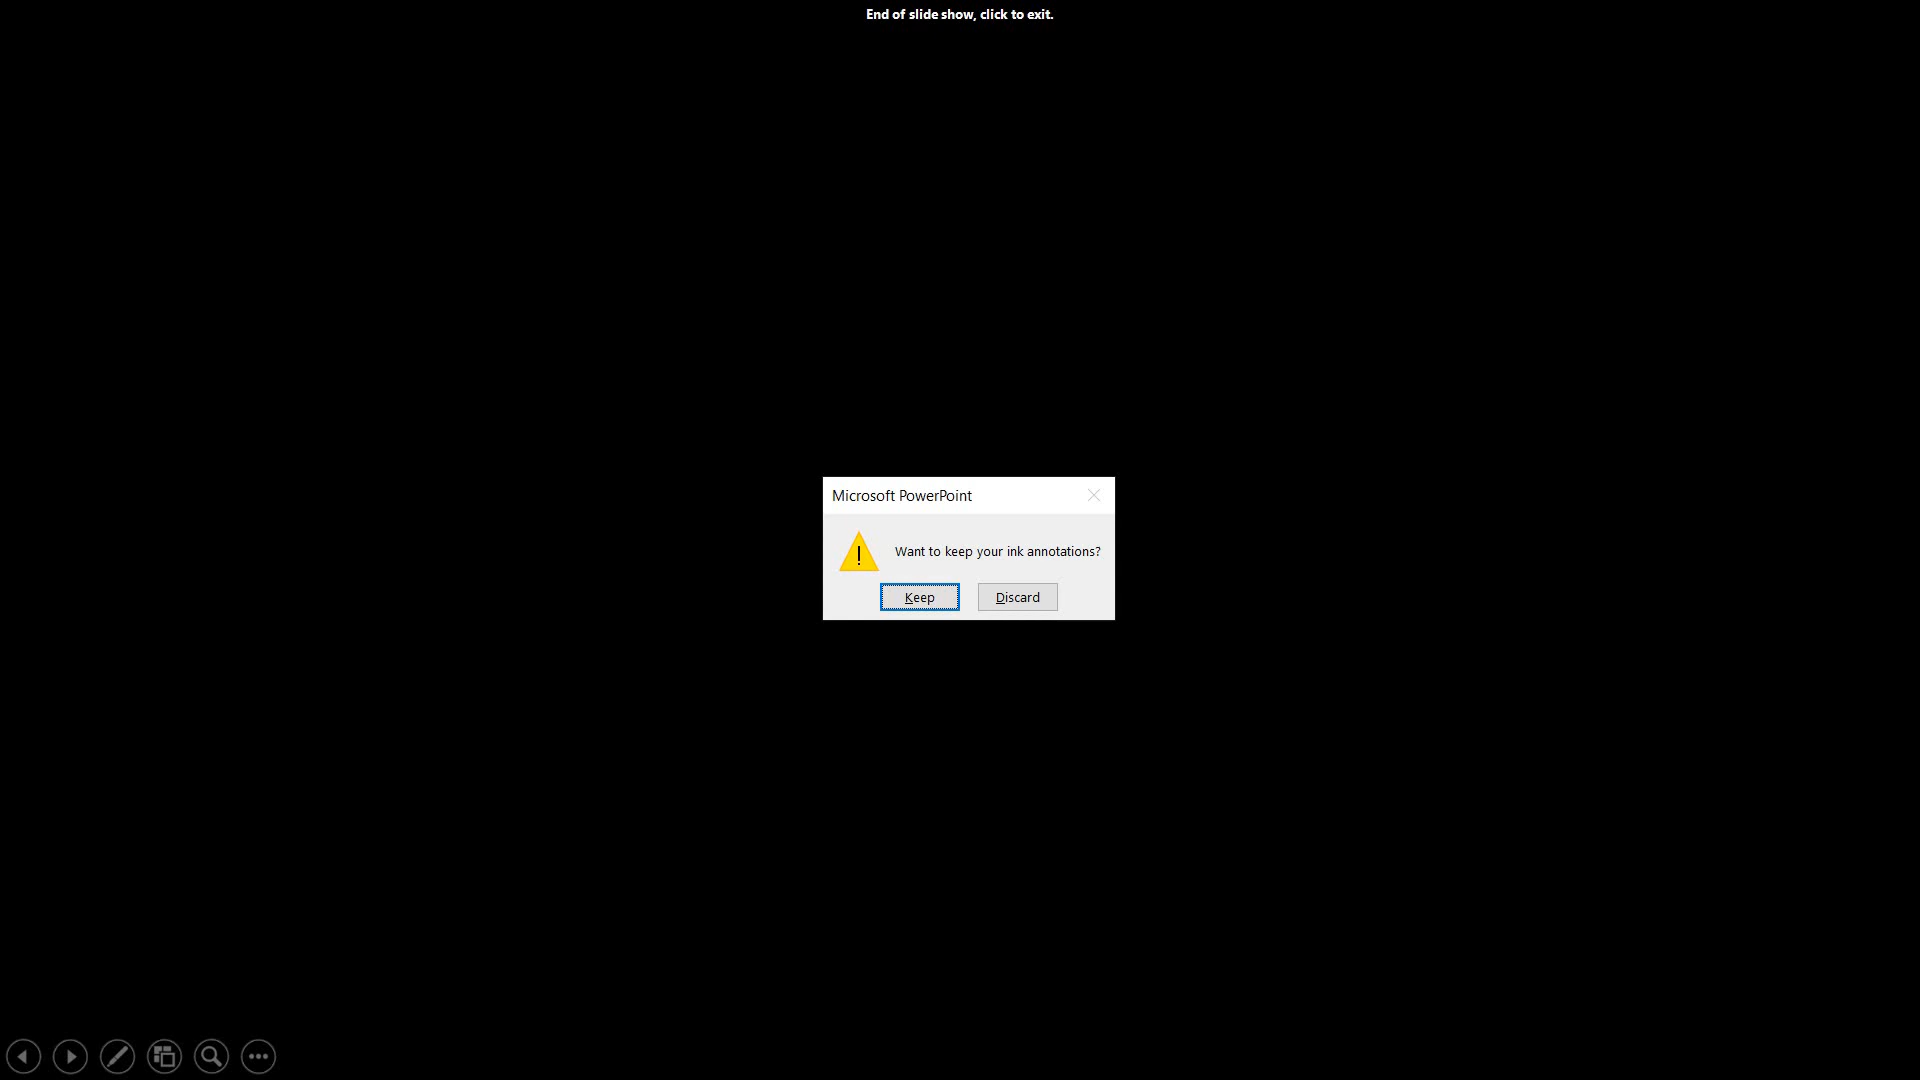 End of slide show, click to exit.
Microsoft PowerPoint
Want to keep your ink annotations?
Keep
Discard